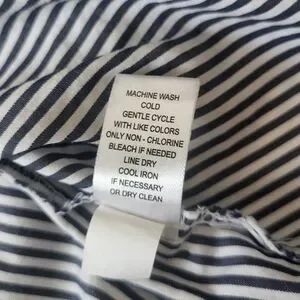 MACHINE WASH
COLD
GENTLE CYCLE
WITH LIKE COLORS
ONLY NON - CHLORINE
BLEACH IF NEEDED
LINE DRY
COOL IRON
IF NECESSARY
OR DRY CLEAN